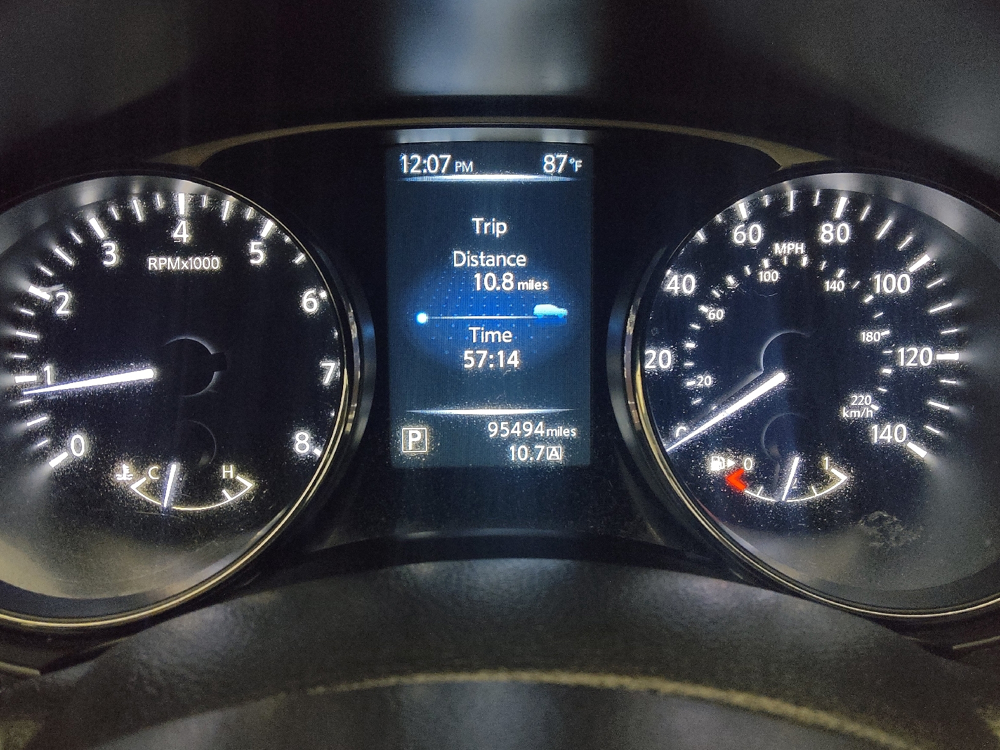 12:07 PM 87°F
Trip
Distance
10.8 miles
Time
57:14
P 95494 miles
10.7 A
0
1
2
3
4
5
6
7
8
RPMx1000
C H
0
20
40
60
80
100
120
140
MPH
20
60
100
140
180
220
km/h
0 1